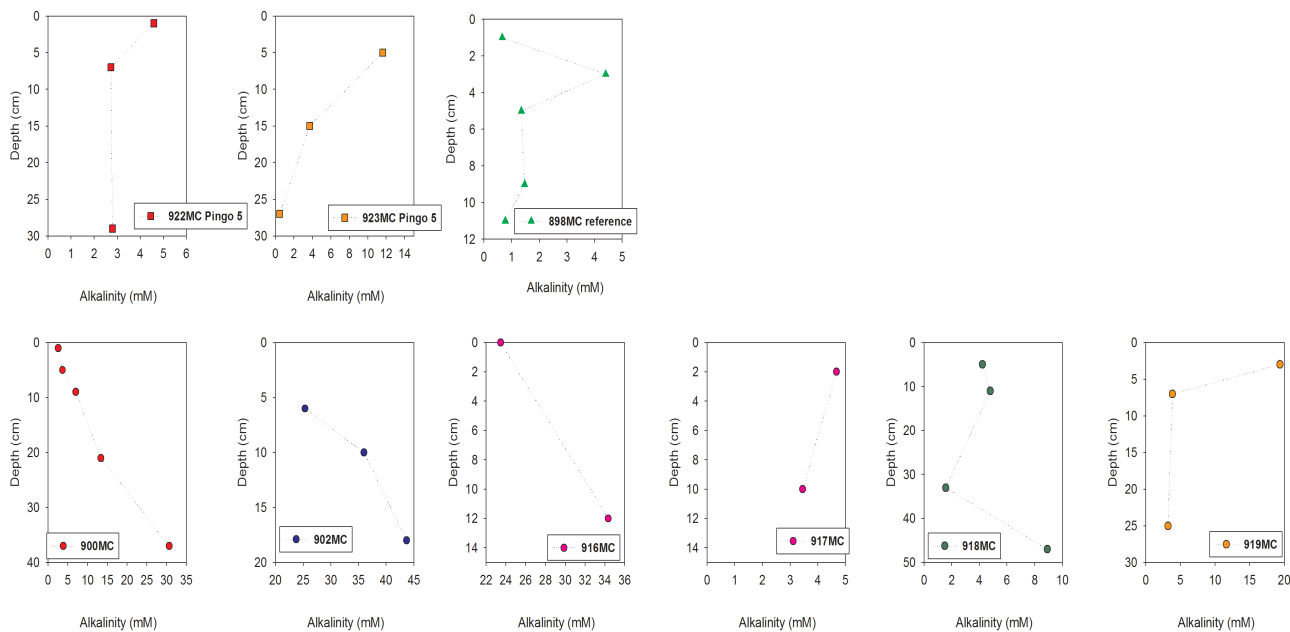 0
5
10
15
20
25
30
Depth (cm)
922MC Pingo 5
0 1 2 3 4 5 6
Alkalinity (mM)
0
5
10
15
20
25
30
Depth (cm)
923MC Pingo 5
0 2 4 6 8 10 12 14
Alkalinity (mM)
0
2
4
6
8
10
12
Depth (cm)
898MC reference
0 1 2 3 4 5
Alkalinity (mM)
0
10
20
30
40
Depth (cm)
900MC
0 5 10 15 20 25 30 35
Alkalinity (mM)
0
5
10
15
20
Depth (cm)
902MC
20 25 30 35 40 45
Alkalinity (mM)
0
2
4
6
8
10
12
14
Depth (cm)
916MC
22 24 26 28 30 32 34 36
Alkalinity (mM)
0
2
4
6
8
10
12
14
Depth (cm)
917MC
0 1 2 3 4 5
Alkalinity (mM)
0
10
20
30
40
50
Depth (cm)
918MC
0 2 4 6 8 10
Alkalinity (mM)
0
5
10
15
20
25
30
Depth (cm)
919MC
0 5 10 15 20
Alkalinity (mM)